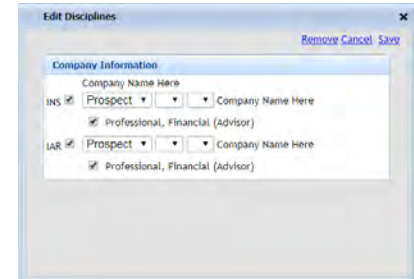 Edit Disciplines
Remove Cancel Save
Company Information
Company Name Here
INS Prospect Company Name Here
Professional, Financial (Advisor)
IAR Prospect Company Name Here
Professional, Financial (Advisor)